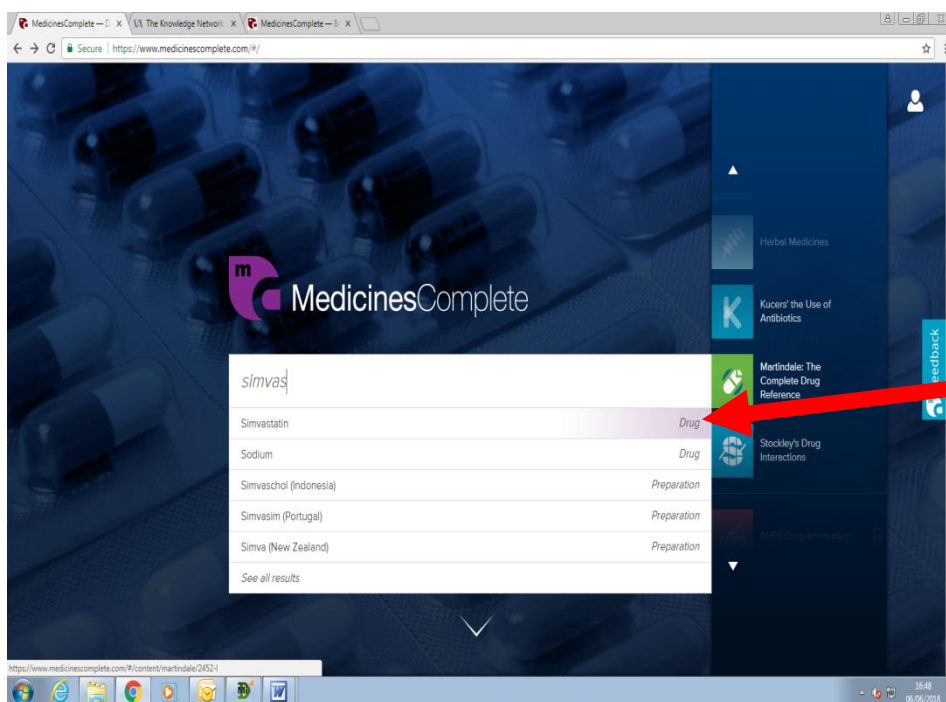 MedicinesComplete — D
The Knowledge Network
MedicinesComplete — B
Secure | https://www.medicinescomplete.com/#/
Herbal Medicines
m
MedicinesComplete
K
Kucers' the Use of
Antibiotics
simvas
Martindale: The
Complete Drug
Reference
Feedback
Simvastatin Drug
Sodium Drug
Stockley's Drug
Interactions
Simvaschol (Indonesia) Preparation
Simvasim (Portugal) Preparation
Simva (New Zealand) Preparation
AHFS Drug Information
See all results
https://www.medicinescomplete.com/#/content/martindale/2452-l
W
16:48
06/06/2018